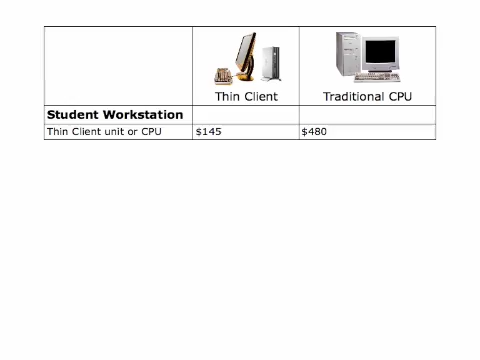 Thin Client Traditional CPU
Student Workstation
Thin Client unit or CPU $145 $480